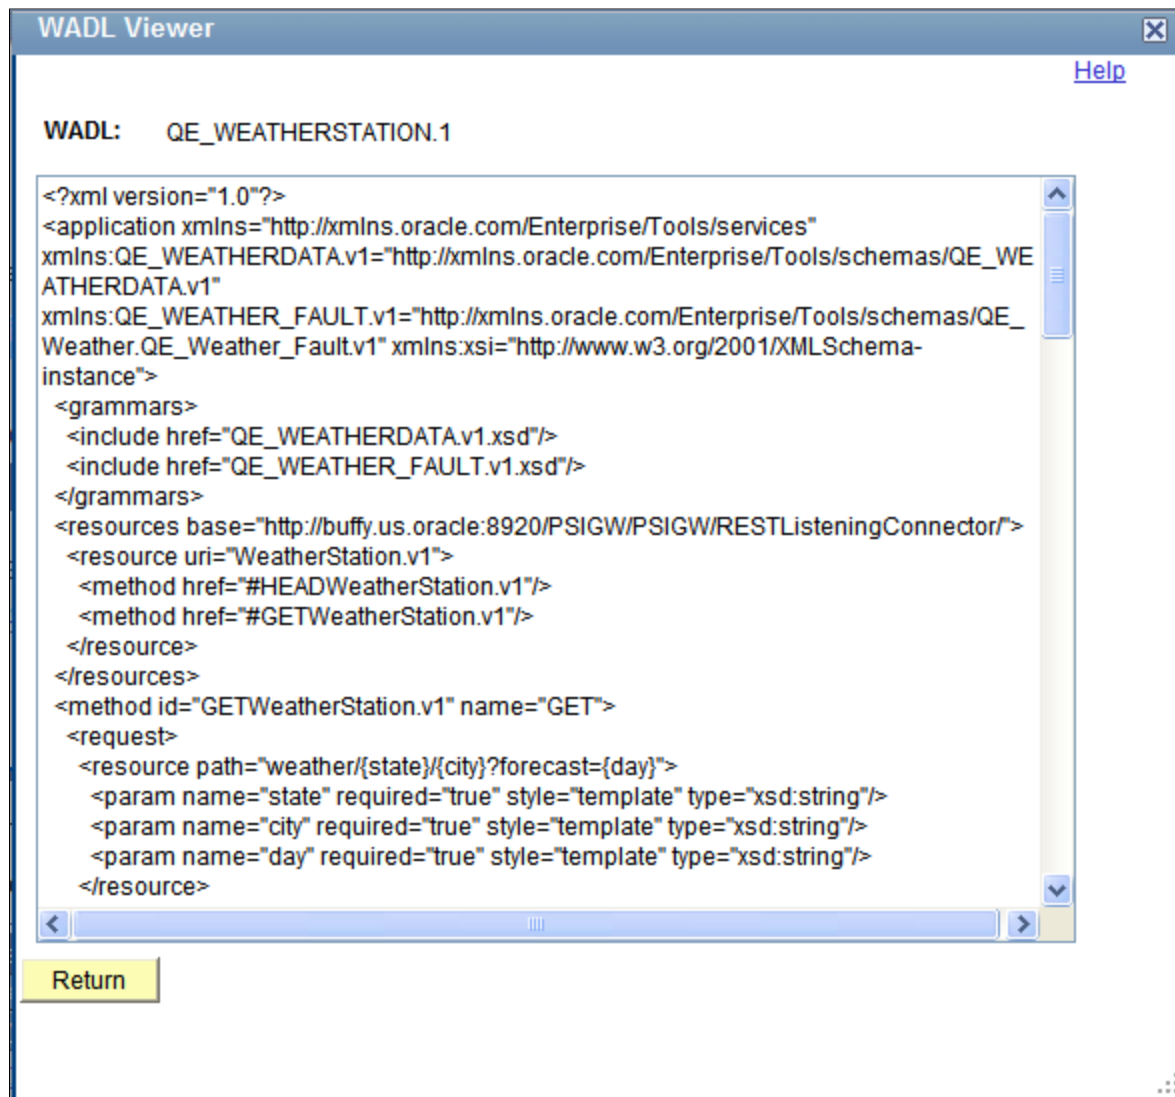 WADL Viewer
Help
WADL: QE_WEATHERSTATION.1
<?xml version="1.0"?>
<application xmlns="http://xmlns.oracle.com/Enterprise/Tools/services"
xmlns:QE_WEATHERDATA.v1="http://xmlns.oracle.com/Enterprise/Tools/schemas/QE_WE
ATHERDATA.v1"
xmlns:QE_WEATHER_FAULT.v1="http://xmlns.oracle.com/Enterprise/Tools/schemas/QE_
Weather.QE_Weather_Fault.v1" xmlns:xsi="http://www.w3.org/2001/XMLSchema-
instance">
<grammars>
<include href="QE_WEATHERDATA.v1.xsd"/>
<include href="QE_WEATHER_FAULT.v1.xsd"/>
</grammars>
<resources base="http://buffy.us.oracle:8920/PSIGW/PSIGW/RESTListeningConnector/">
<resource uri="WeatherStation.v1">
<method href="#HEADWeatherStation.v1"/>
<method href="#GETWeatherStation.v1"/>
</resource>
</resources>
<method id="GETWeatherStation.v1" name="GET">
<request>
<resource path="weather/{state}/{city}?forecast={day}">
<param name="state" required="true" style="template" type="xsd:string"/>
<param name="city" required="true" style="template" type="xsd:string"/>
<param name="day" required="true" style="template" type="xsd:string"/>
</resource>
Return